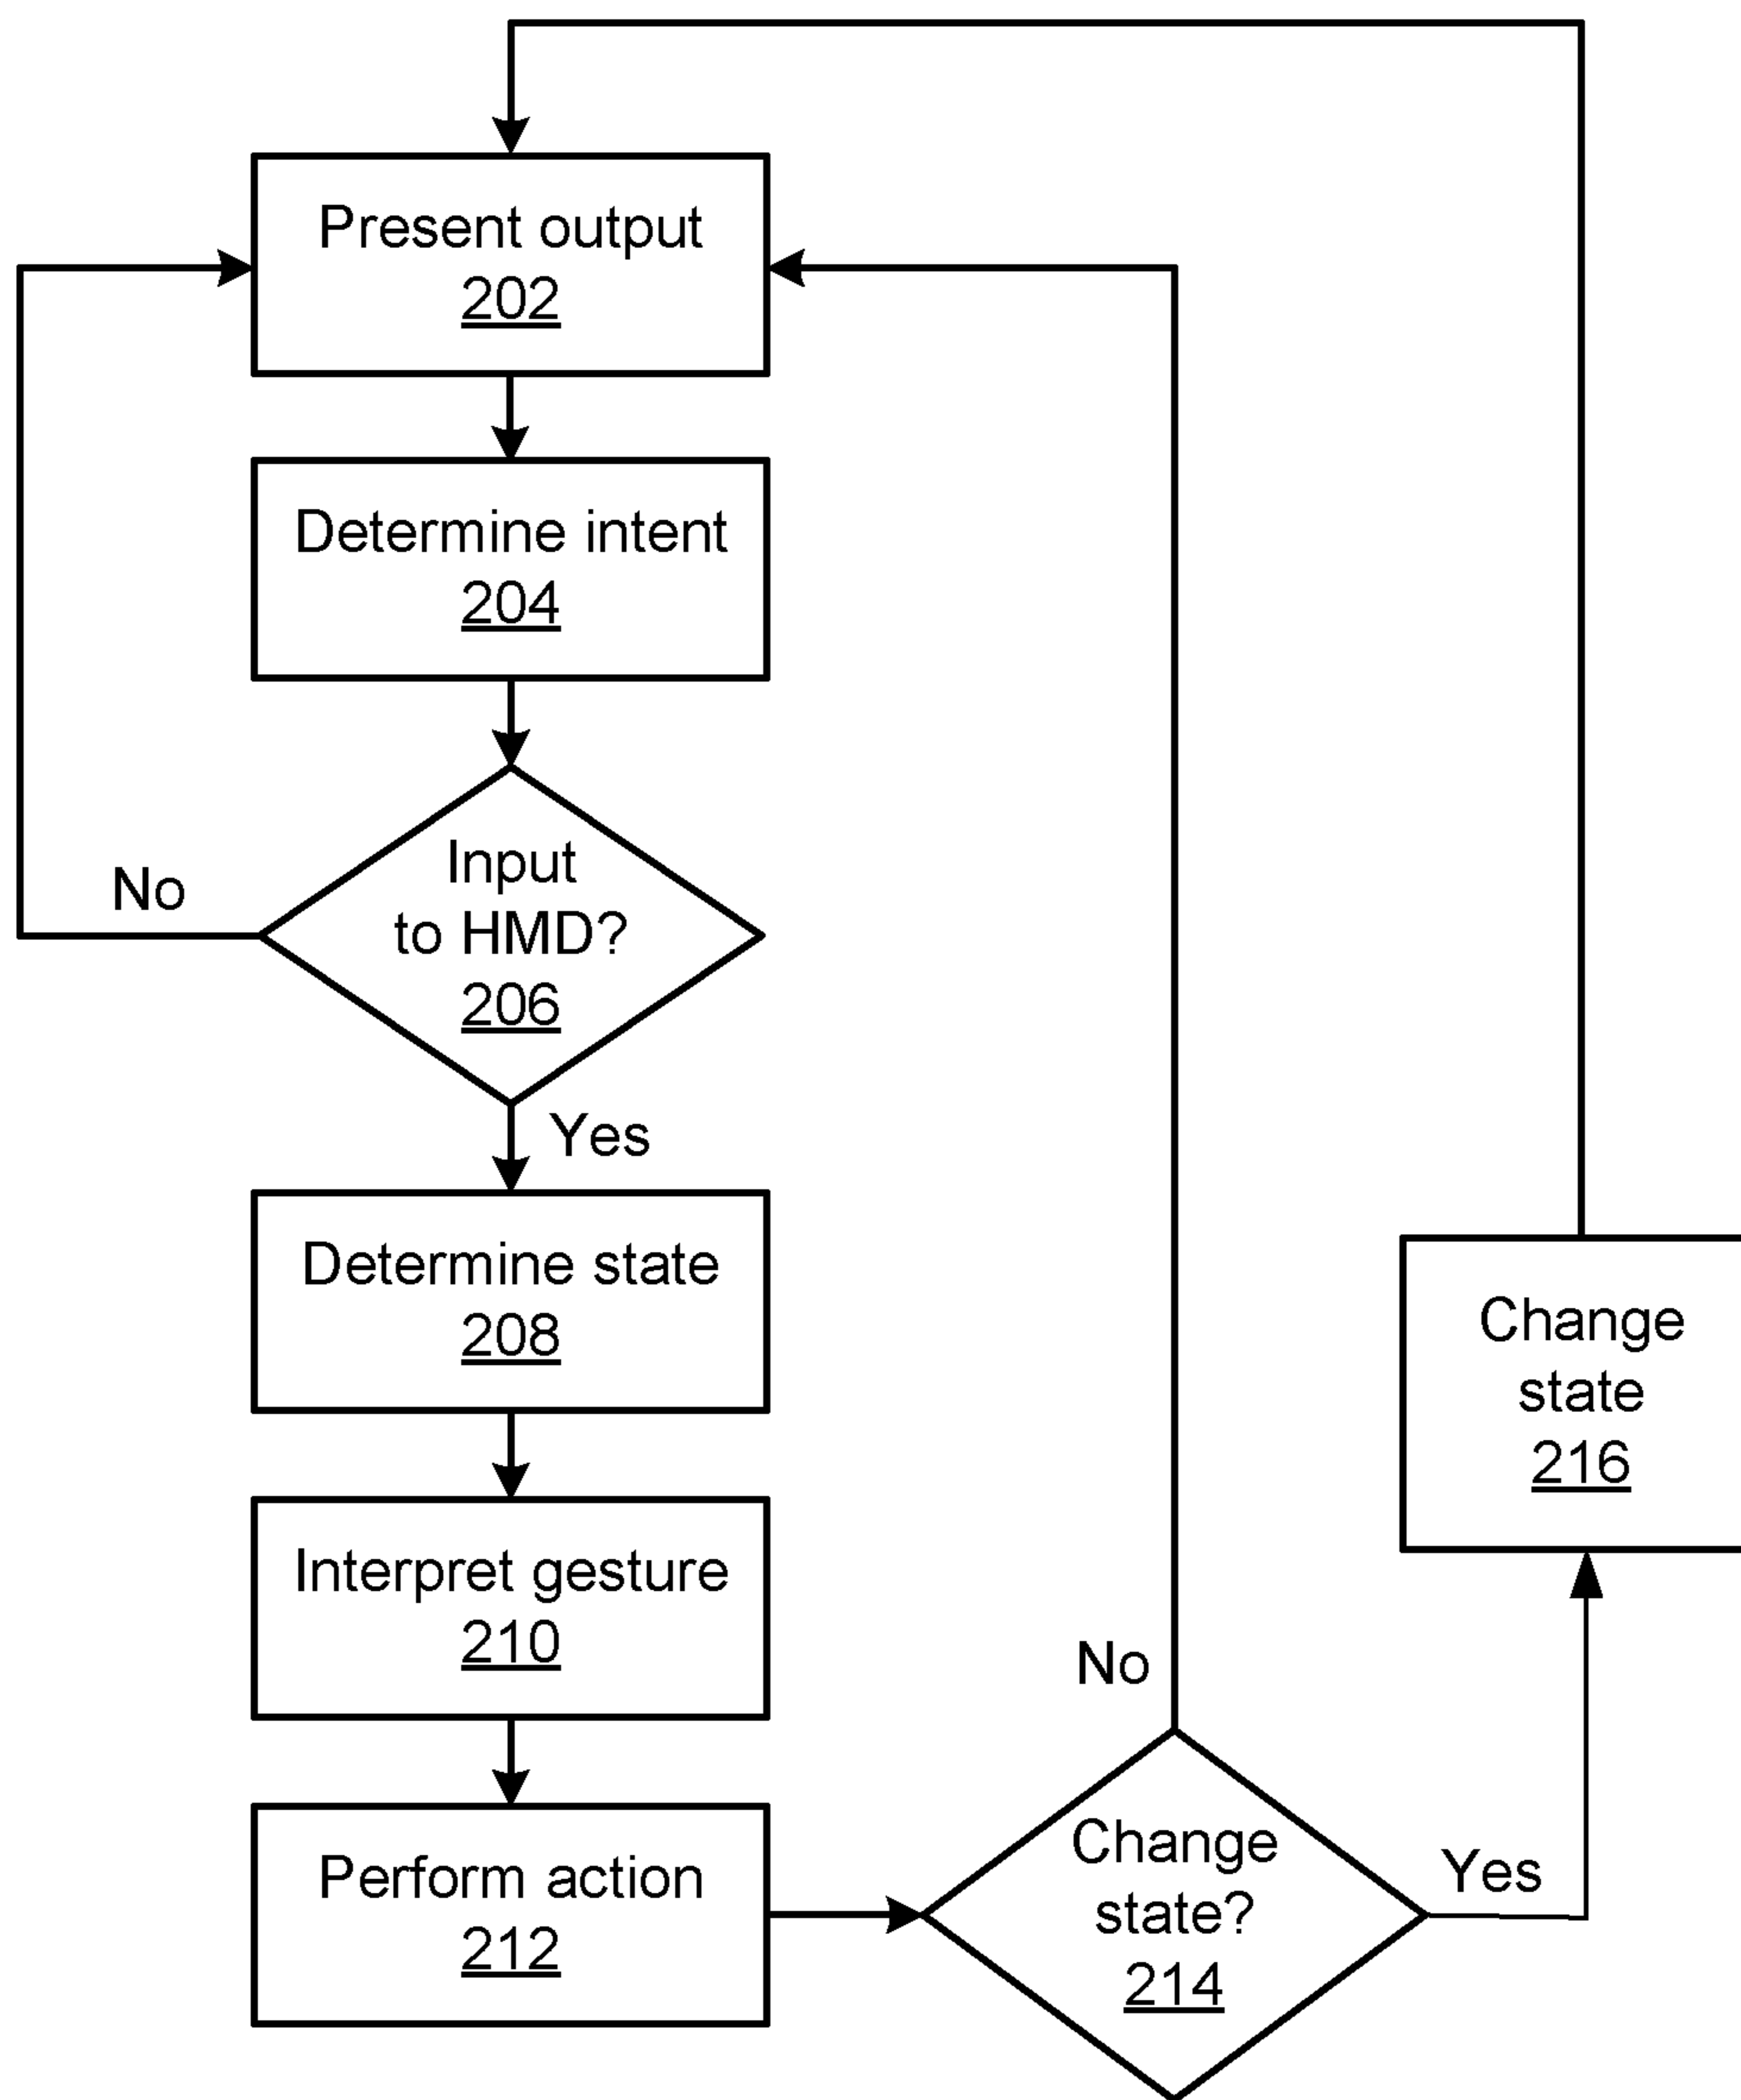 Present output
202
Determine intent
204
Input
to HMD?
206
No
Yes
Determine state
208
Interpret gesture
210
Perform action
212
Change
state?
214
No
Yes
Change
state
216